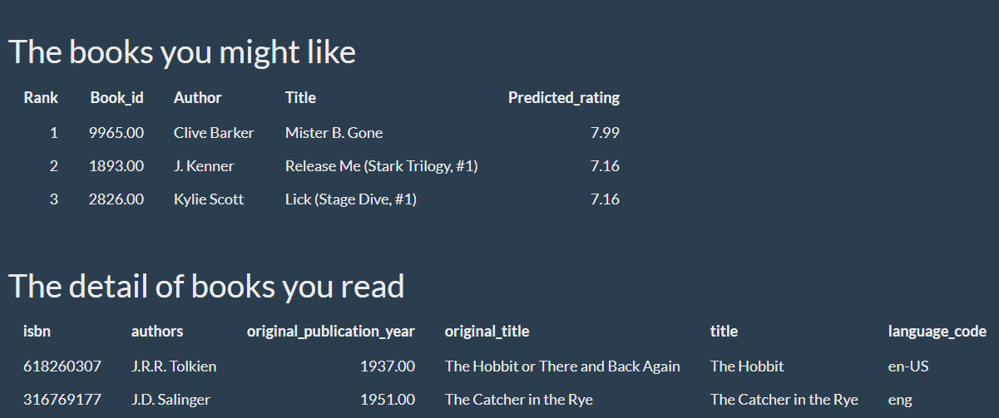 The books you might like
Rank Book_id Author Title Predicted_rating
1 9965.00 Clive Barker Mister B. Gone 7.99
2 1893.00 J. Kenner Release Me (Stark Trilogy, #1) 7.16
3 2826.00 Kylie Scott Lick (Stage Dive, #1) 7.16
The detail of books you read
isbn authors original_publication_year original_title title language_code
618260307 J.R.R. Tolkien 1937.00 The Hobbit or There and Back Again The Hobbit en-US
316769177 J.D. Salinger 1951.00 The Catcher in the Rye The Catcher in the Rye eng